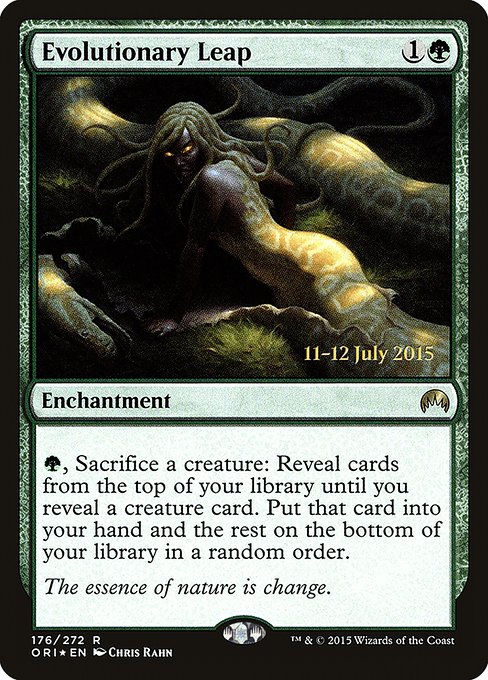 Evolutionary Leap 1
11–12 July 2015
Enchantment
, Sacrifice a creature: Reveal cards
from the top of your library until you
reveal a creature card. Put that card into
your hand and the rest on the bottom of
your library in a random order.
The essence of nature is change.
176/272 R
ORI★EN Chris Rahn
™ & © 2015 Wizards of the Coast